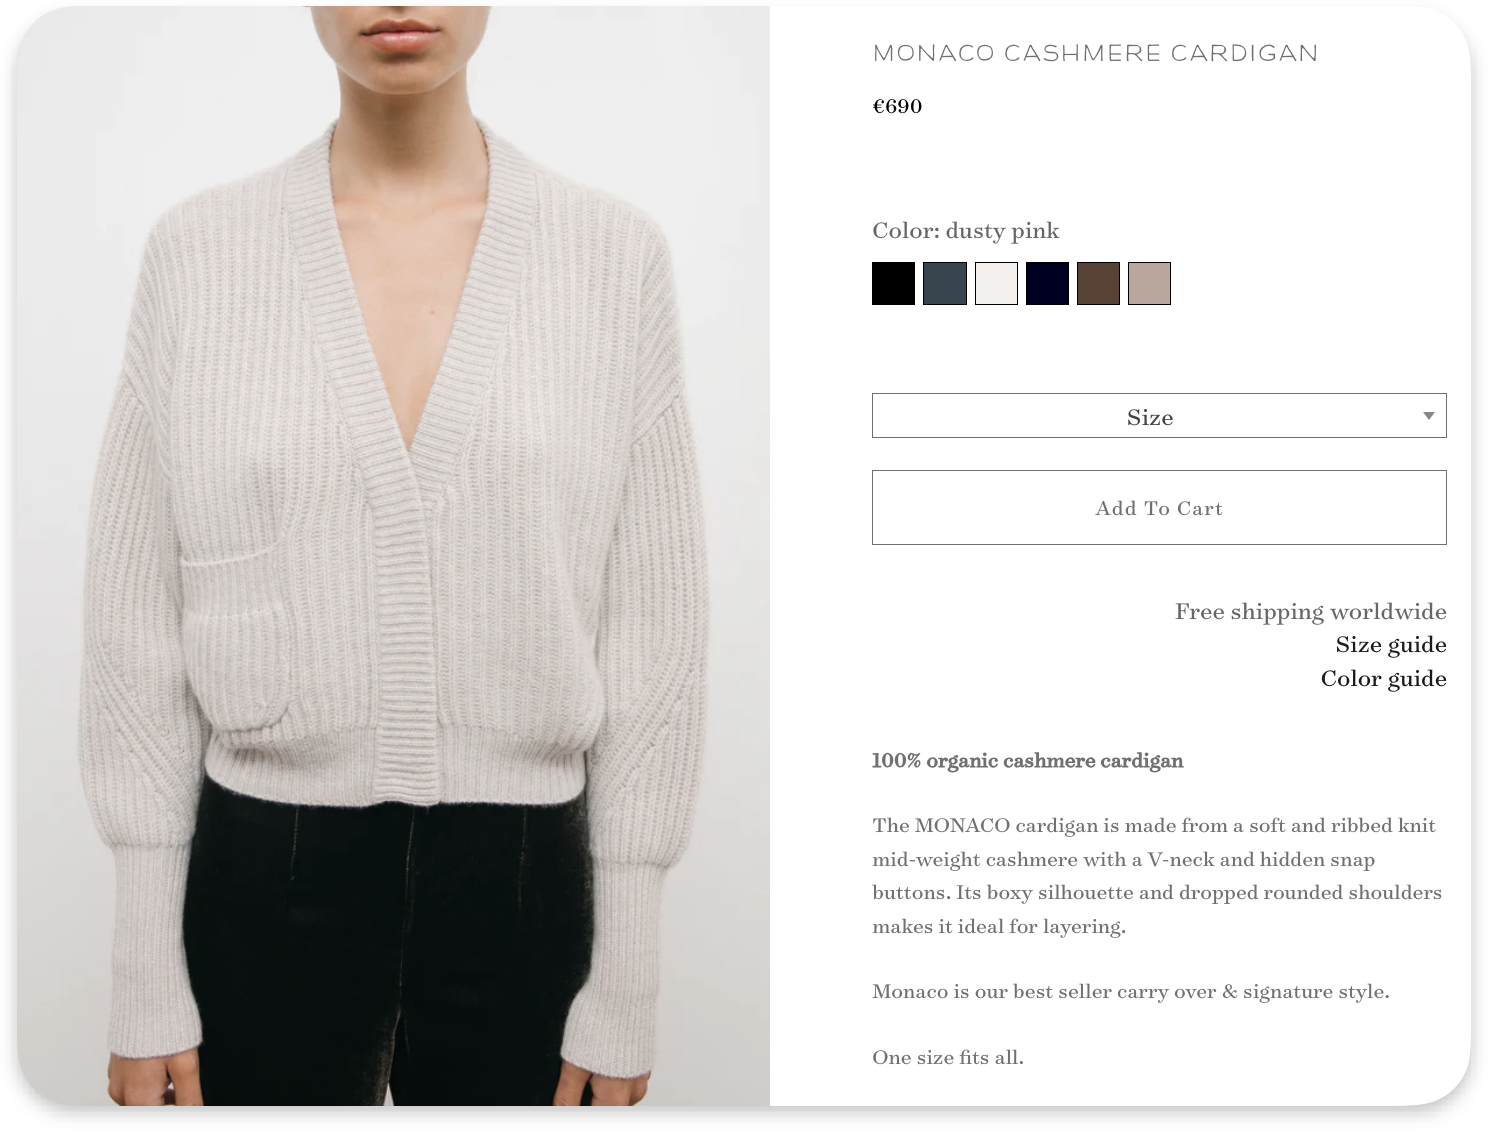 MONACO CASHMERE CARDIGAN
€690
Color: dusty pink
Size
Add To Cart
Free shipping worldwide
Size guide
Color guide
100% organic cashmere cardigan
The MONACO cardigan is made from a soft and ribbed knit
mid-weight cashmere with a V-neck and hidden snap
buttons. Its boxy silhouette and dropped rounded shoulders
makes it ideal for layering.
Monaco is our best seller carry over & signature style.
One size fits all.